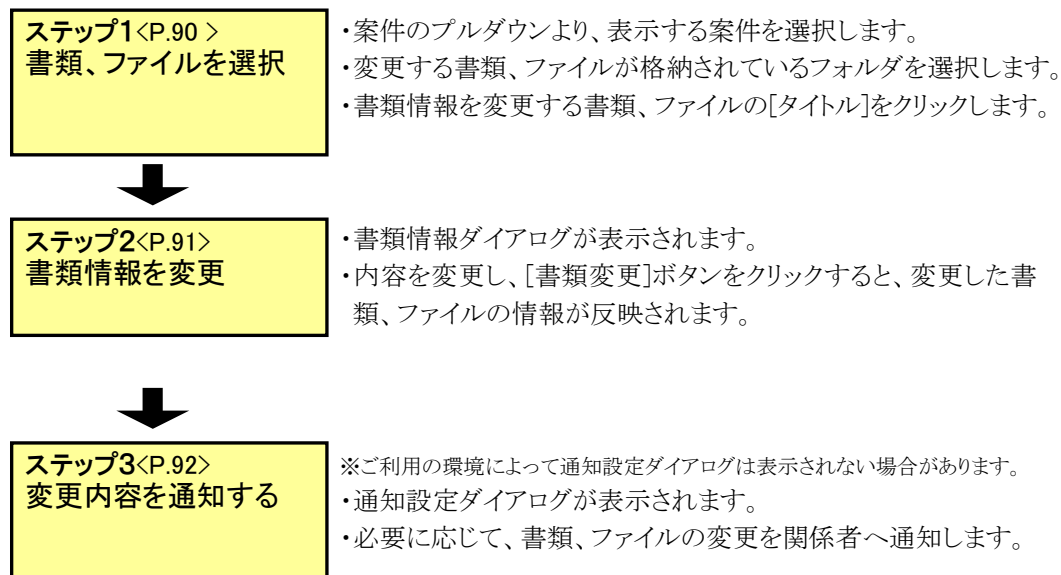 ステップ1<P.90 >
書類、ファイルを選択
・案件のプルダウンより、表示する案件を選択します。
・変更する書類、ファイルが格納されているフォルダを選択します。
・書類情報を変更する書類、ファイルの[タイトル]をクリックします。
ステップ2<P.91>
書類情報を変更
・書類情報ダイアログが表示されます。
・内容を変更し、[書類変更]ボタンをクリックすると、変更した書
類、ファイルの情報が反映されます。
ステップ3<P.92>
変更内容を通知する
※ご利用の環境によって通知設定ダイアログは表示されない場合があります。
・通知設定ダイアログが表示されます。
・必要に応じて、書類、ファイルの変更を関係者へ通知します。